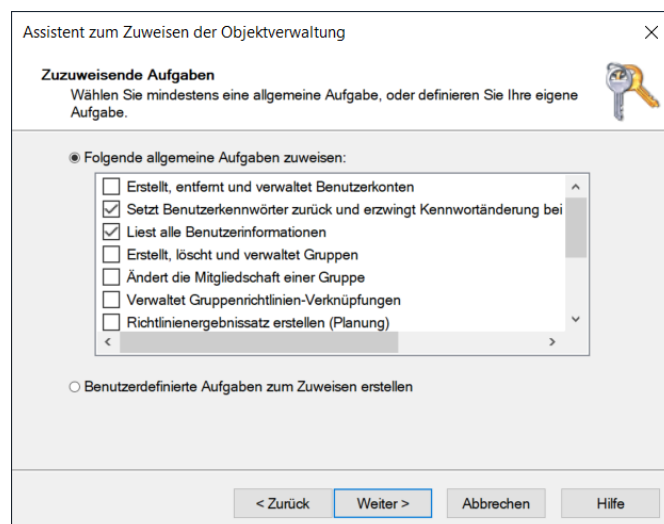 Assistent zum Zuweisen der Objektverwaltung
Zuzuweisende Aufgaben
Wählen Sie mindestens eine allgemeine Aufgabe, oder definieren Sie Ihre eigene
Aufgabe.
Folgende allgemeine Aufgaben zuweisen:
Erstellt, entfernt und verwaltet Benutzerkonten
Setzt Benutzerkennwörter zurück und erzwingt Kennwortänderung bei
Liest alle Benutzerinformationen
Erstellt, löscht und verwaltet Gruppen
Ändert die Mitgliedschaft einer Gruppe
Verwaltet Gruppenrichtlinien-Verknüpfungen
Richtlinienergebnissatz erstellen (Planung)
Benutzerdefinierte Aufgaben zum Zuweisen erstellen
< Zurück Weiter > Abbrechen Hilfe